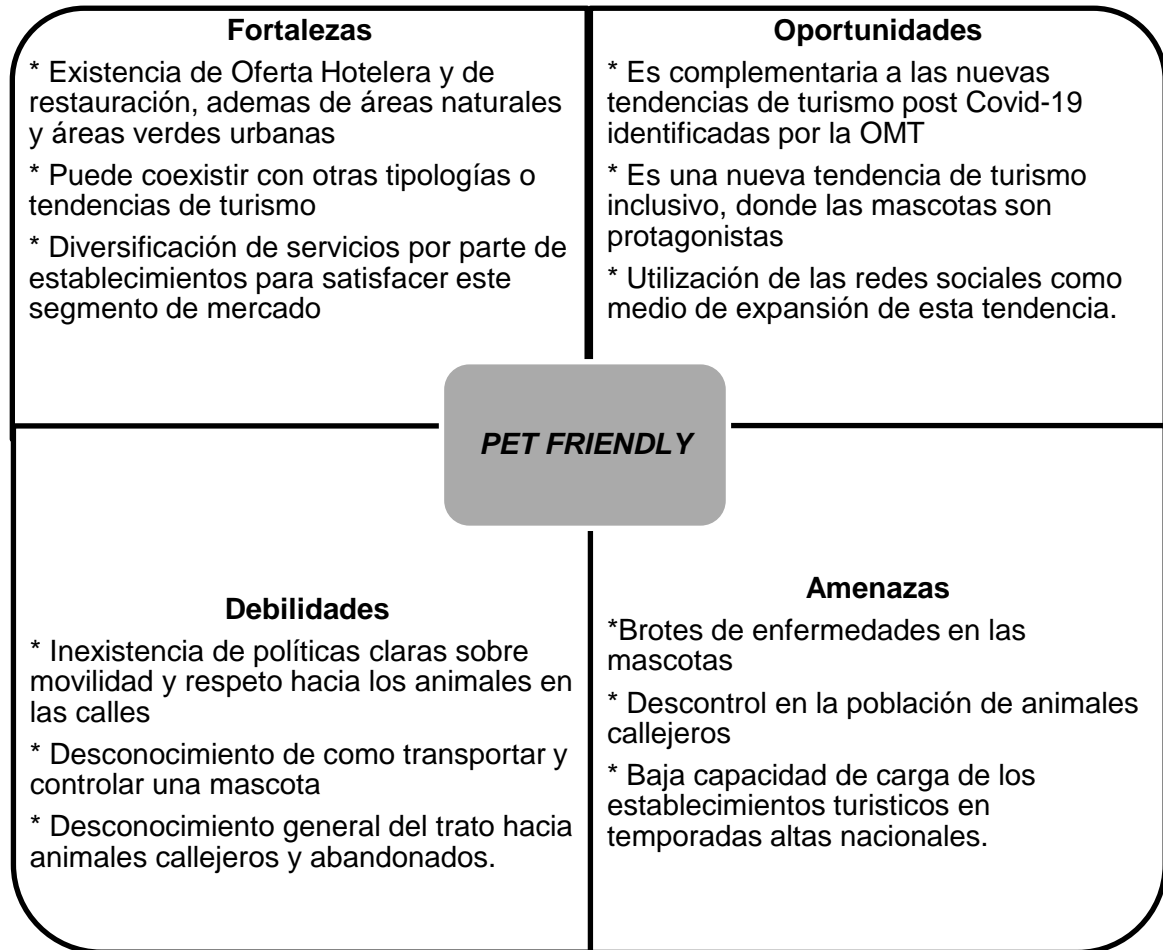 Fortalezas
* Existencia de Oferta Hotelera y de
restauración, ademas de áreas naturales
y áreas verdes urbanas
* Puede coexistir con otras tipologías o
tendencias de turismo
* Diversificación de servicios por parte de
establecimientos para satisfacer este
segmento de mercado
Oportunidades
* Es complementaria a las nuevas
tendencias de turismo post Covid-19
identificadas por la OMT
* Es una nueva tendencia de turismo
inclusivo, donde las mascotas son
protagonistas
* Utilización de las redes sociales como
medio de expansión de esta tendencia.
PET FRIENDLY
Debilidades
* Inexistencia de políticas claras sobre
movilidad y respeto hacia los animales en
las calles
* Desconocimiento de como transportar y
controlar una mascota
* Desconocimiento general del trato hacia
animales callejeros y abandonados.
Amenazas
*Brotes de enfermedades en las
mascotas
* Descontrol en la población de animales
callejeros
* Baja capacidad de carga de los
establecimientos turisticos en
temporadas altas nacionales.